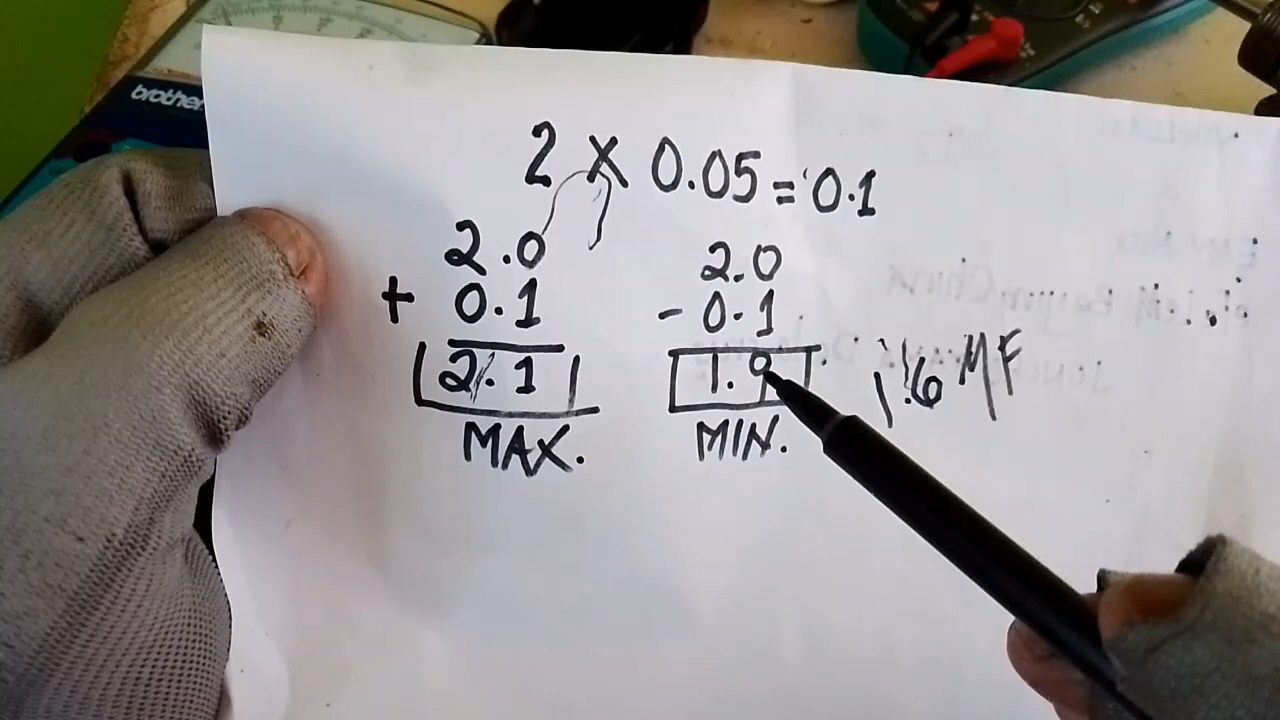 brother
2 X 0.05 = 0.1
2.0 2.0
+ 0.1 - 0.1
2.1 1.9 1.6 MF
MAX. MIN.